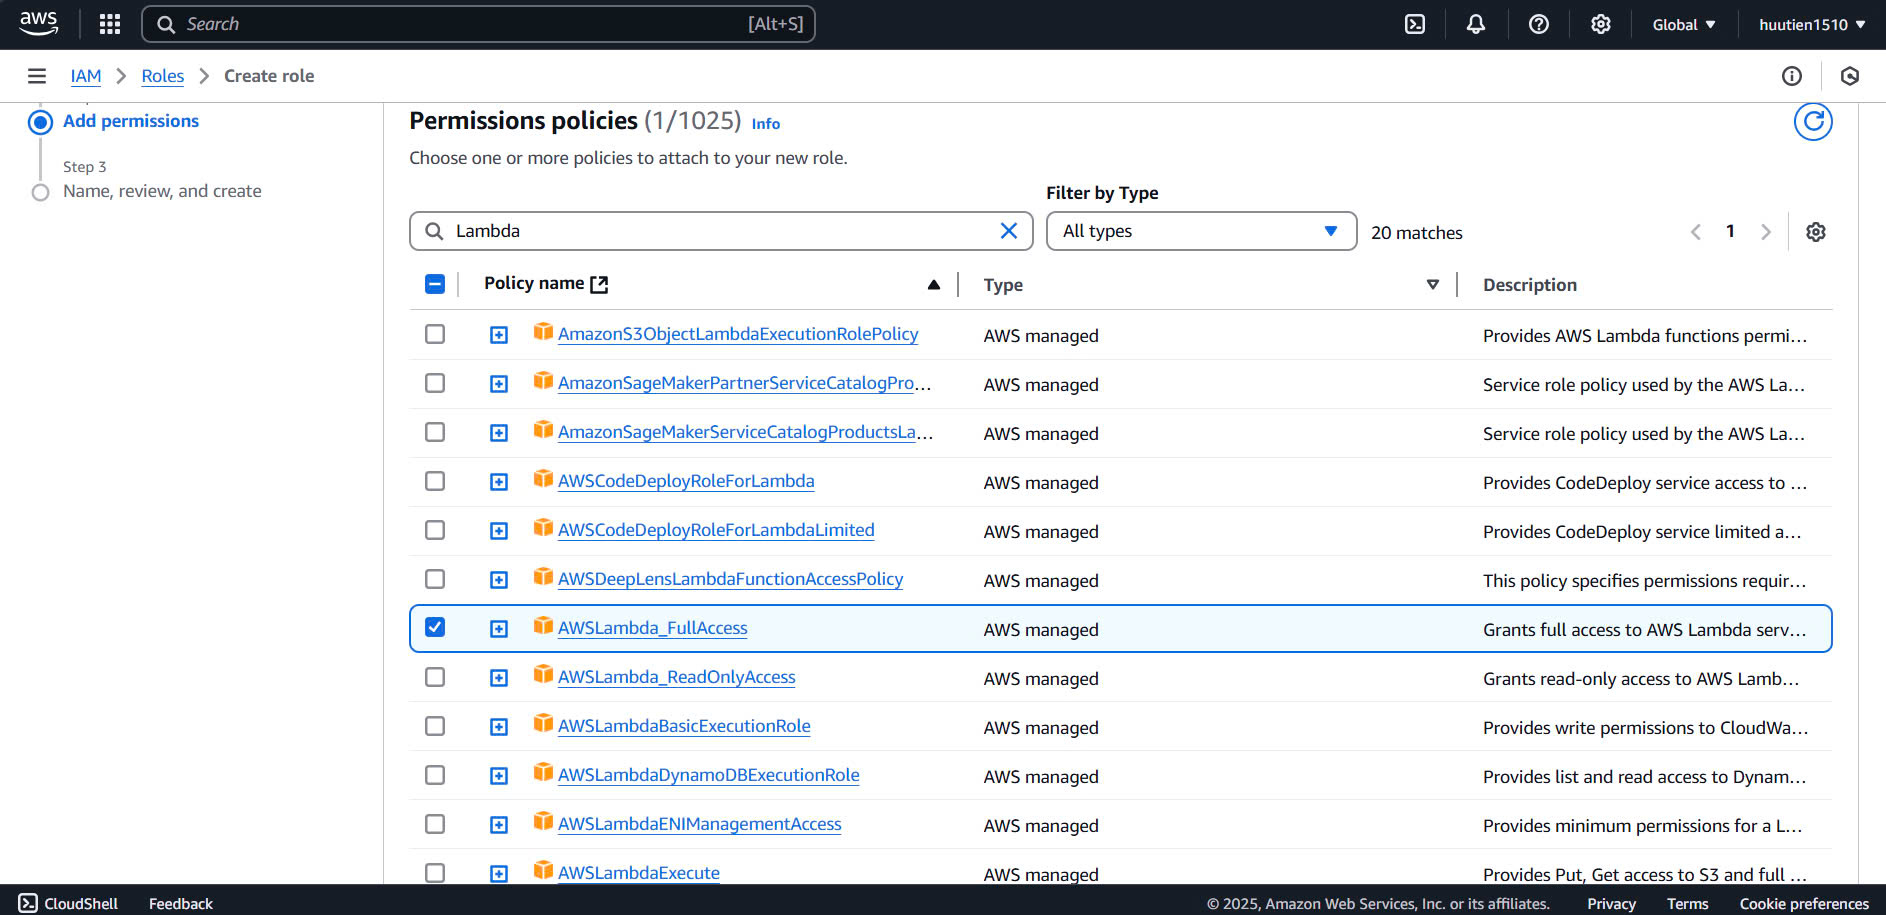 aws
Search [Alt+S]
Global ▼ huutien1510 ▼
IAM > Roles > Create role
Add permissions
Step 3
Name, review, and create
Permissions policies (1/1025) Info
Choose one or more policies to attach to your new role.
Filter by Type
Lambda
All types
20 matches
1
Policy name Type Description
AmazonS3ObjectLambdaExecutionRolePolicy AWS managed Provides AWS Lambda functions permi...
AmazonSageMakerPartnerServiceCatalogPro... AWS managed Service role policy used by the AWS La...
AmazonSageMakerServiceCatalogProductsLa... AWS managed Service role policy used by the AWS La...
AWSCodeDeployRoleForLambda AWS managed Provides CodeDeploy service access to ...
AWSCodeDeployRoleForLambdaLimited AWS managed Provides CodeDeploy service limited a...
AWSDeepLensLambdaFunctionAccessPolicy AWS managed This policy specifies permissions requir...
AWSLambda_FullAccess AWS managed Grants full access to AWS Lambda serv...
AWSLambda_ReadOnlyAccess AWS managed Grants read-only access to AWS Lamb...
AWSLambdaBasicExecutionRole AWS managed Provides write permissions to CloudWa...
AWSLambdaDynamoDBExecutionRole AWS managed Provides list and read access to Dynam...
AWSLambdaENIManagementAccess AWS managed Provides minimum permissions for a L...
AWSLambdaExecute AWS managed Provides Put, Get access to S3 and full ...
CloudShell Feedback © 2025, Amazon Web Services, Inc. or its affiliates. Privacy Terms Cookie preferences